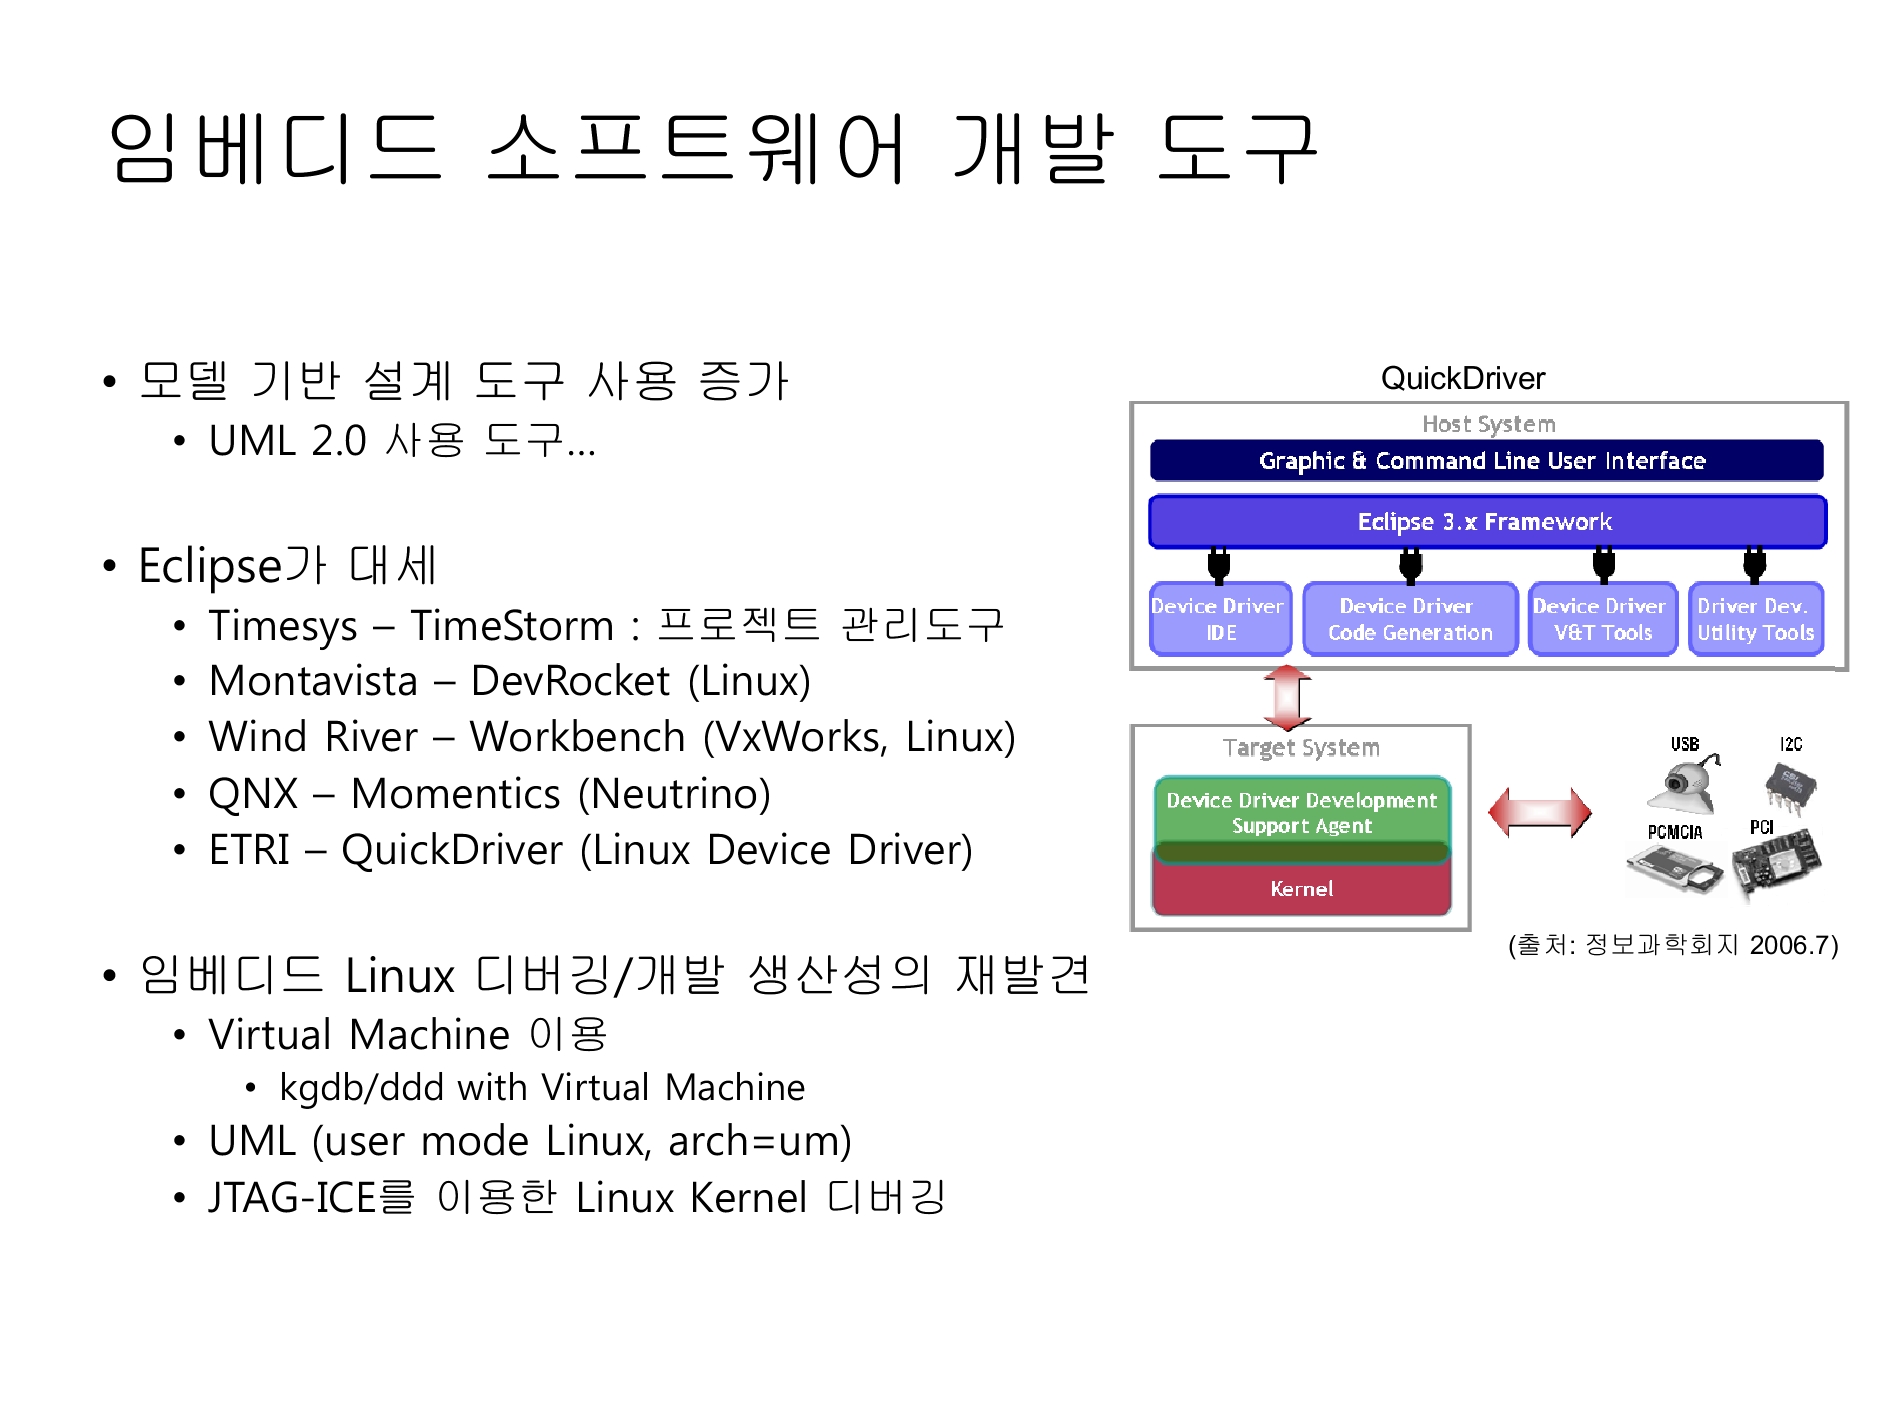 임베디드 소프트웨어 개발 도구
• 모델 기반 설계 도구 사용 증가
• UML 2.0 사용 도구...
• Eclipse가 대세
• Timesys – TimeStorm : 프로젝트 관리도구
• Montavista – DevRocket (Linux)
• Wind River – Workbench (VxWorks, Linux)
• QNX – Momentics (Neutrino)
• ETRI – QuickDriver (Linux Device Driver)
• 임베디드 Linux 디버깅/개발 생산성의 재발견
• Virtual Machine 이용
• kgdb/ddd with Virtual Machine
• UML (user mode Linux, arch=um)
• JTAG-ICE를 이용한 Linux Kernel 디버깅
QuickDriver
Host System
Graphic & Command Line User Interface
Eclipse 3.x Framework
Device Driver
IDE
Device Driver
Code Generation
Device Driver
V&T Tools
Driver Dev.
Utility Tools
Target System
Device Driver Development
Support Agent
Kernel
USB
I2C
PCMCIA
PCI
(출처: 정보과학회지 2006.7)